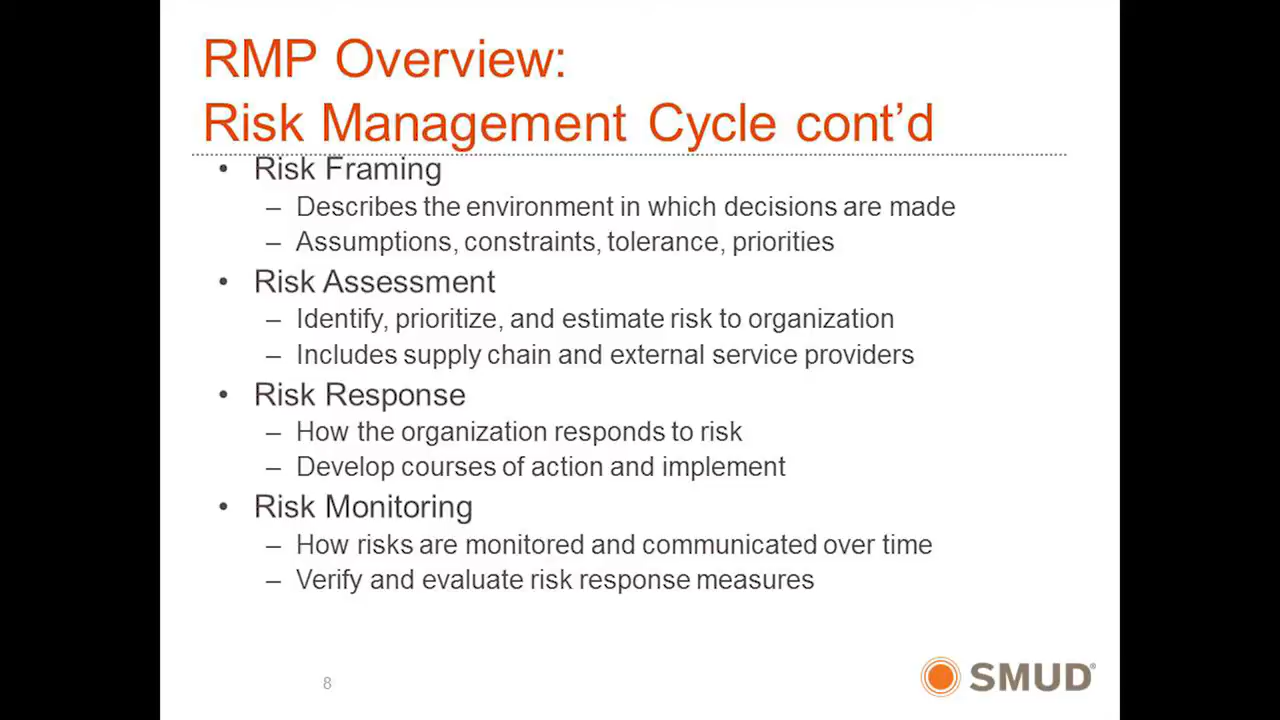 RMP Overview:
Risk Management Cycle cont’d
• Risk Framing
– Describes the environment in which decisions are made
– Assumptions, constraints, tolerance, priorities
• Risk Assessment
– Identify, prioritize, and estimate risk to organization
– Includes supply chain and external service providers
• Risk Response
– How the organization responds to risk
– Develop courses of action and implement
• Risk Monitoring
– How risks are monitored and communicated over time
– Verify and evaluate risk response measures
8
SMUD®